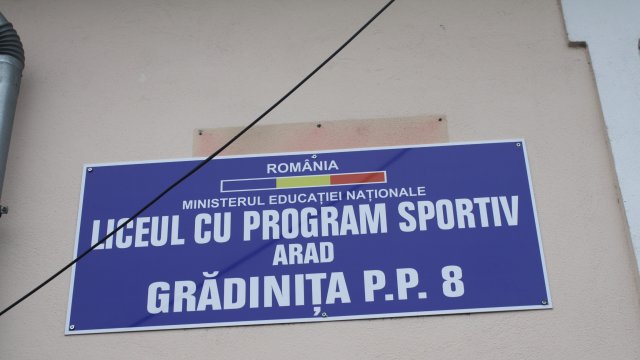 ROMÂNIA
MINISTERUL EDUCAȚIEI NAȚIONALE
LICEUL CU PROGRAM SPORTIV
ARAD
GRĂDINIȚA P.P. 8